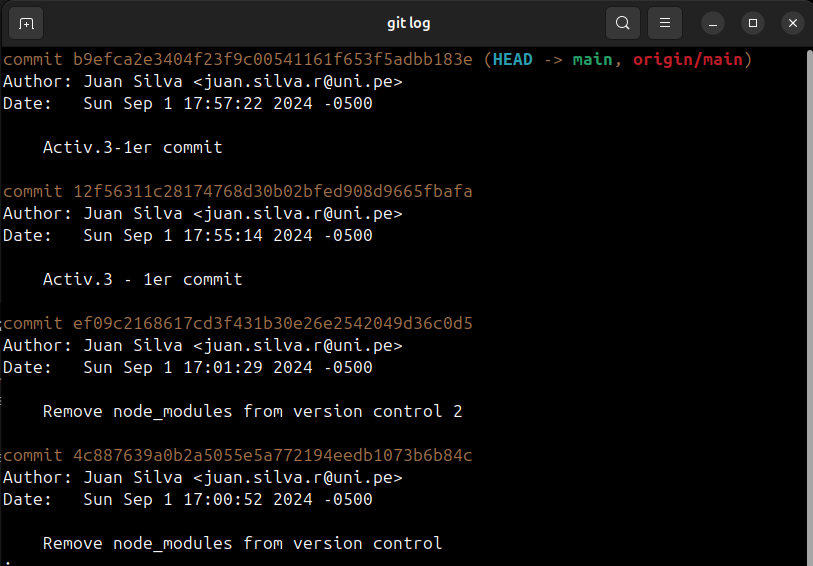 git log
commit b9efca2e3404f23f9c00541161f653f5adbb183e (HEAD -> main, origin/main)
Author: Juan Silva <juan.silva.r@uni.pe>
Date:   Sun Sep 1 17:57:22 2024 -0500
    Activ.3-1er commit
commit 12f56311c28174768d30b02bfed908d9665fbafa
Author: Juan Silva <juan.silva.r@uni.pe>
Date:   Sun Sep 1 17:55:14 2024 -0500
    Activ.3 - 1er commit
commit ef09c2168617cd3f431b30e26e2542049d36c0d5
Author: Juan Silva <juan.silva.r@uni.pe>
Date:   Sun Sep 1 17:01:29 2024 -0500
    Remove node_modules from version control 2
commit 4c887639a0b2a5055e5a772194eedb1073b6b84c
Author: Juan Silva <juan.silva.r@uni.pe>
Date:   Sun Sep 1 17:00:52 2024 -0500
    Remove node_modules from version control
: